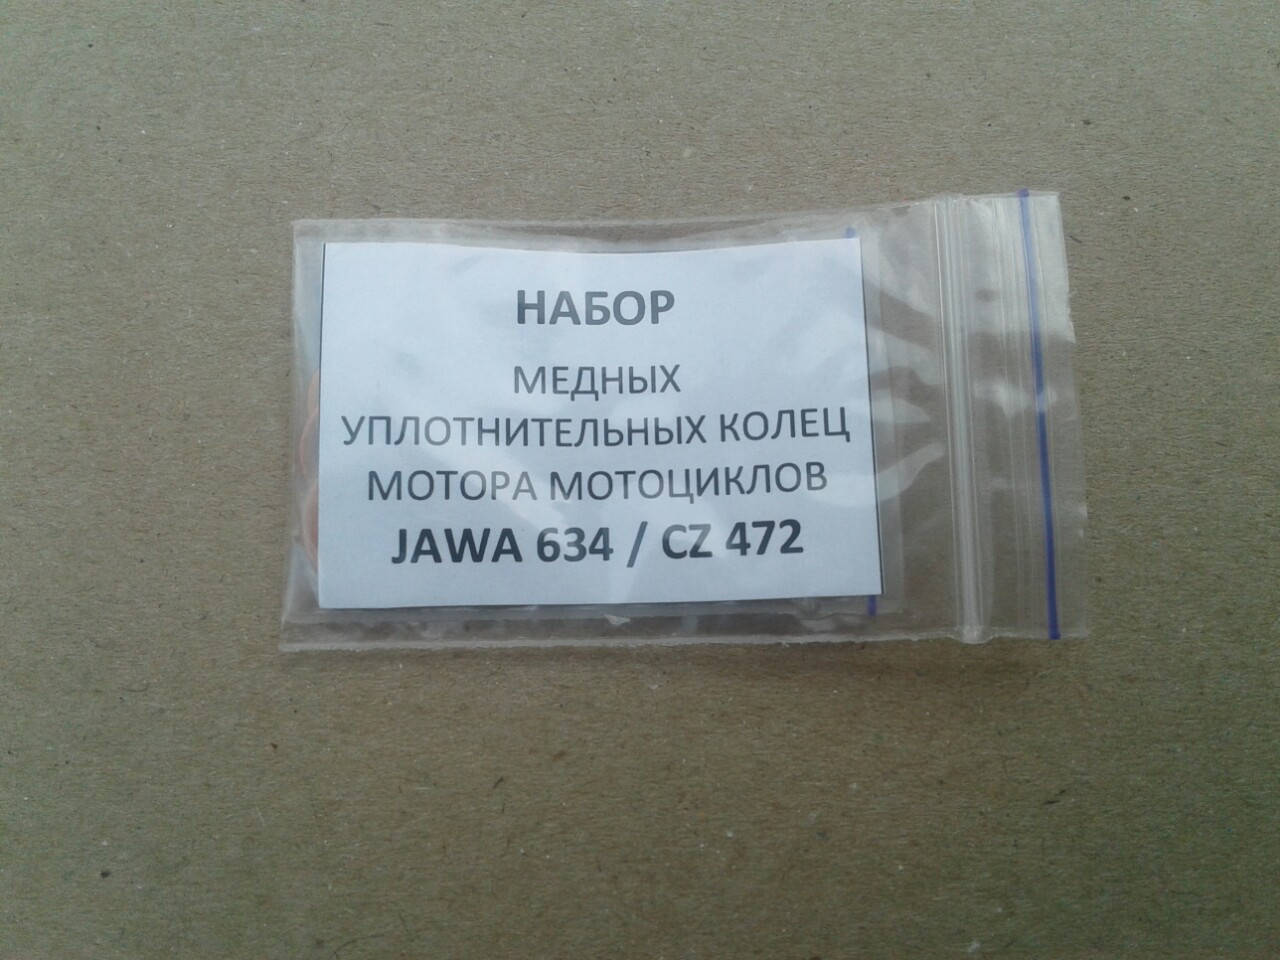 НАБОР
МЕДНЫХ
УПЛОТНИТЕЛЬНЫХ КОЛЕЦ
МОТОРА МОТОЦИКЛОВ
JAWA 634 / CZ 472